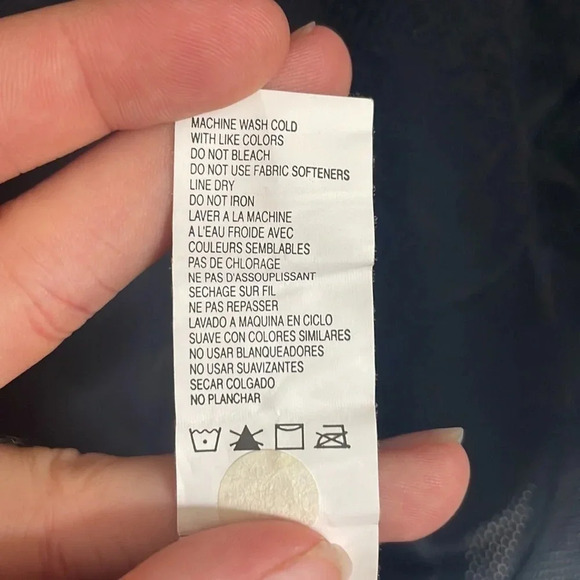 MACHINE WASH COLD
WITH LIKE COLORS
DO NOT BLEACH
DO NOT USE FABRIC SOFTENERS
LINE DRY
DO NOT IRON
LAVER A LA MACHINE
A L'EAU FROIDE AVEC
COULEURS SEMBLABLES
PAS DE CHLORAGE
NE PAS D'ASSOUPLISSANT
SECHAGE SUR FIL
NE PAS REPASSER
LAVADO A MAQUINA EN CICLO
SUAVE CON COLORES SIMILARES
NO USAR BLANQUEADORES
NO USAR SUAVIZANTES
SECAR COLGADO
NO PLANCHAR